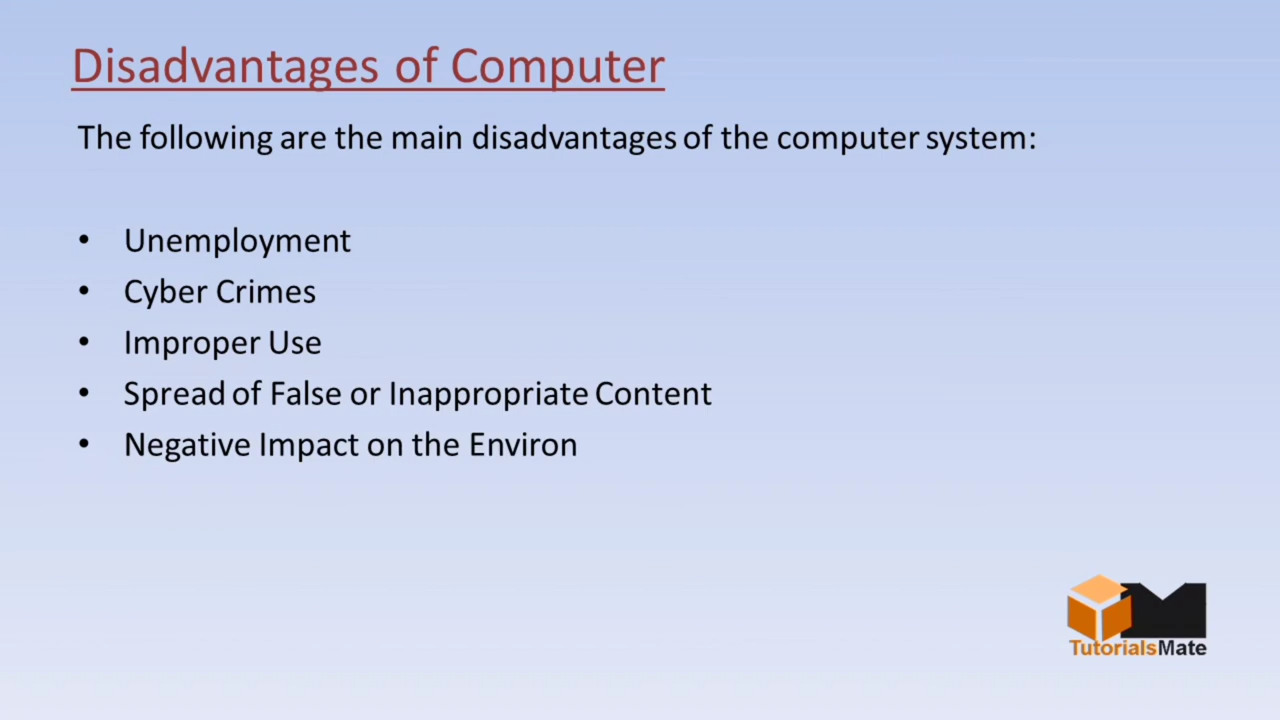 Disadvantages of Computer
The following are the main disadvantages of the computer system:
• Unemployment
• Cyber Crimes
• Improper Use
• Spread of False or Inappropriate Content
• Negative Impact on the Environ
TutorialsMate